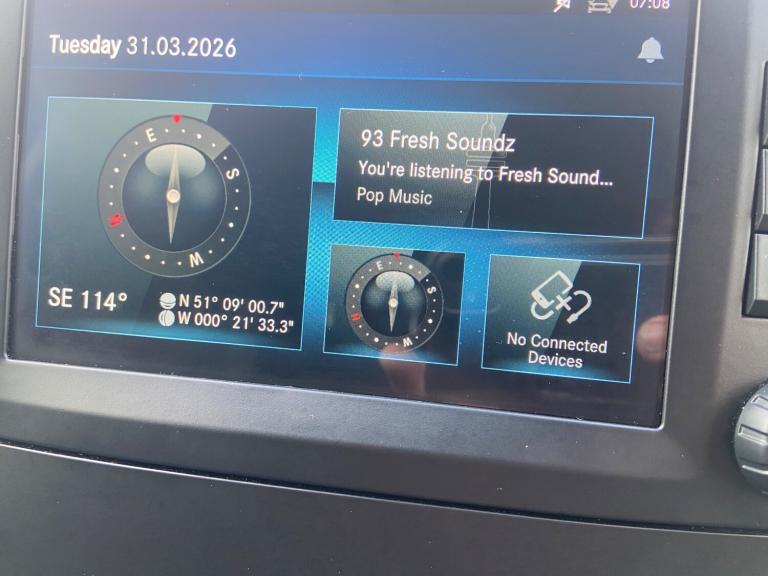 07:08
Tuesday 31.03.2026
E
S
W
N
SE 114°
N 51° 09' 00.7"
W 000° 21' 33.3"
93 Fresh Soundz
You're listening to Fresh Sound...
Pop Music
E
S
W
N
No Connected
Devices